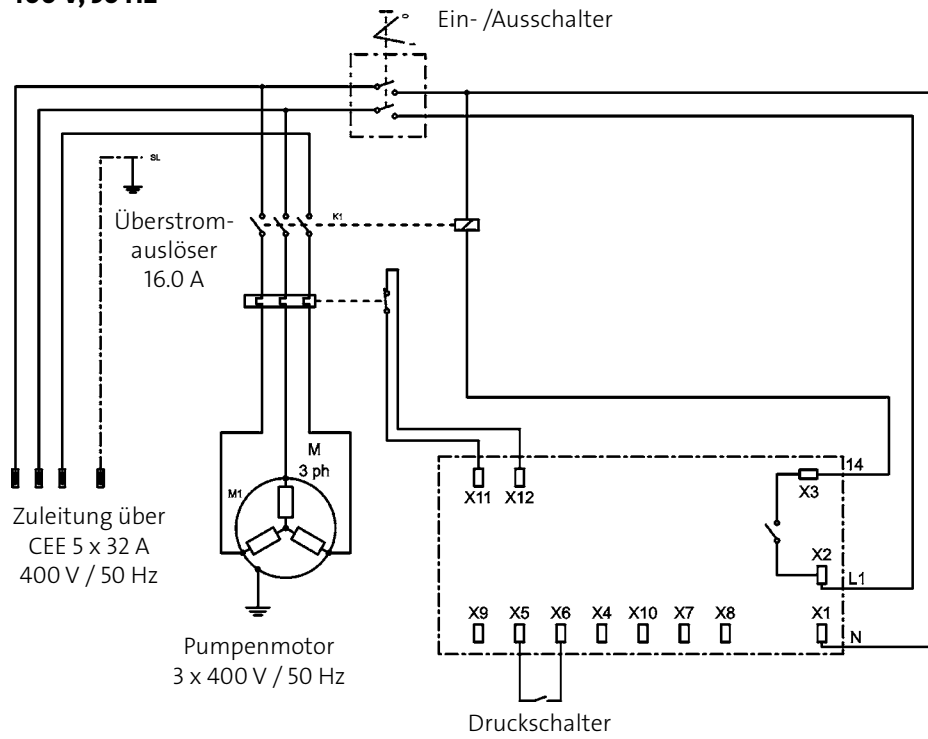 Ein- /Ausschalter
SL
Überstrom-
auslöser
16.0 A
K1
M
3 ph
M1
14
X11
X12
X3
X2
L1
Zuleitung über
CEE 5 x 32 A
400 V / 50 Hz
X9
X5
X6
X4
X10
X7
X8
X1
N
Pumpenmotor
3 x 400 V / 50 Hz
Druckschalter